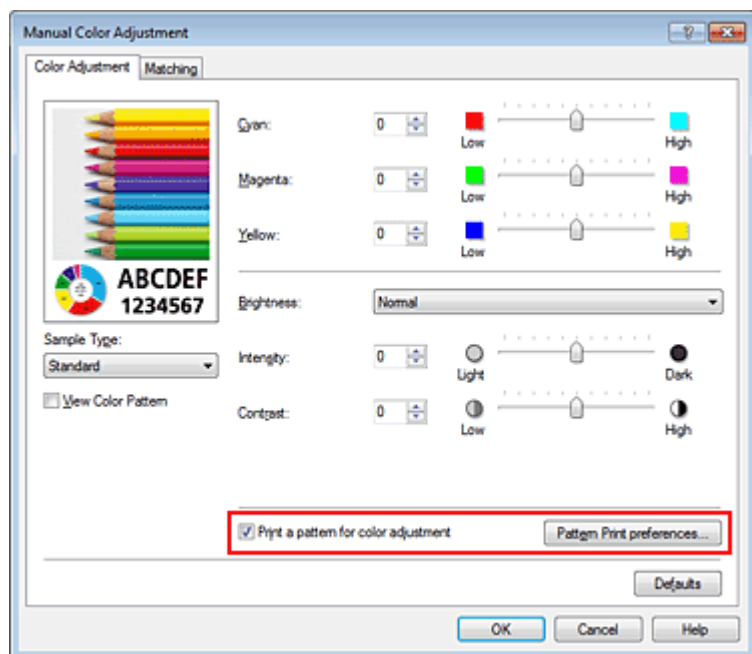 Manual Color Adjustment
Color Adjustment Matching
Cyan: 0 Low High
Magenta: 0 Low High
Yellow: 0 Low High
ABCDEF
1234567
Brightness: Normal
Sample Type:
Standard
Intensity: 0 Light Dark
View Color Pattern
Contrast: 0 Low High
Print a pattern for color adjustment Pattern Print preferences...
Defaults
OK Cancel Help